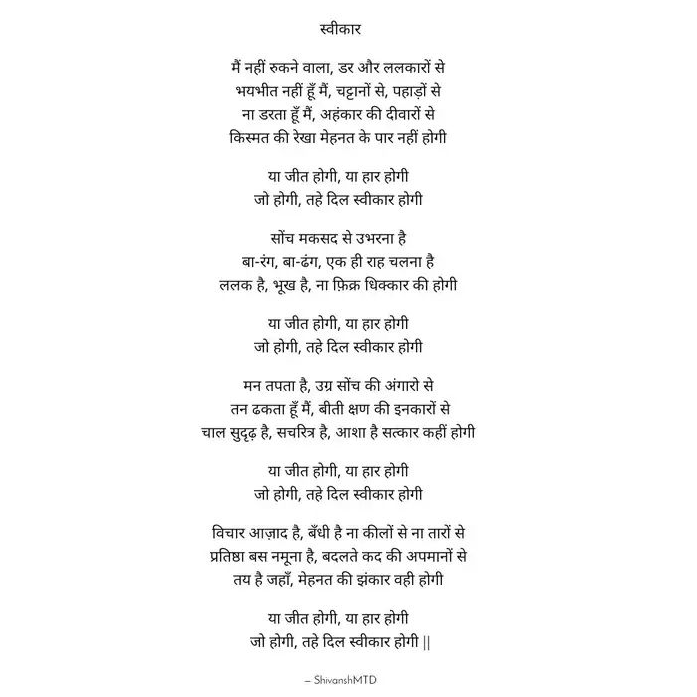 स्वीकार
मैं नहीं रुकने वाला, डर और ललकारों से
भयभीत नहीं हूँ मैं, चट्टानों से, पहाड़ों से
ना डरता हूँ मैं, अहंकार की दीवारों से
किस्मत की रेखा मेहनत के पार नहीं होगी
या जीत होगी, या हार होगी
जो होगी, तहे दिल स्वीकार होगी
सोंच मकसद से उभरना है
बा-रंग, बा-ढंग, एक ही राह चलना है
ललक है, भूख है, ना फ़िक्र धिक्कार की होगी
या जीत होगी, या हार होगी
जो होगी, तहे दिल स्वीकार होगी
मन तपता है, उग्र सोंच की अंगारो से
तन ढकता हूँ मैं, बीती क्षण की इनकारों से
चाल सुदृढ़ है, सचरित्र है, आशा है सत्कार कहीं होगी
या जीत होगी, या हार होगी
जो होगी, तहे दिल स्वीकार होगी
विचार आज़ाद है, बँधी है ना कीलों से ना तारों से
प्रतिष्ठा बस नमूना है, बदलते कद की अपमानों से
तय है जहाँ, मेहनत की झंकार वही होगी
या जीत होगी, या हार होगी
जो होगी, तहे दिल स्वीकार होगी ||
– ShivanshMTD